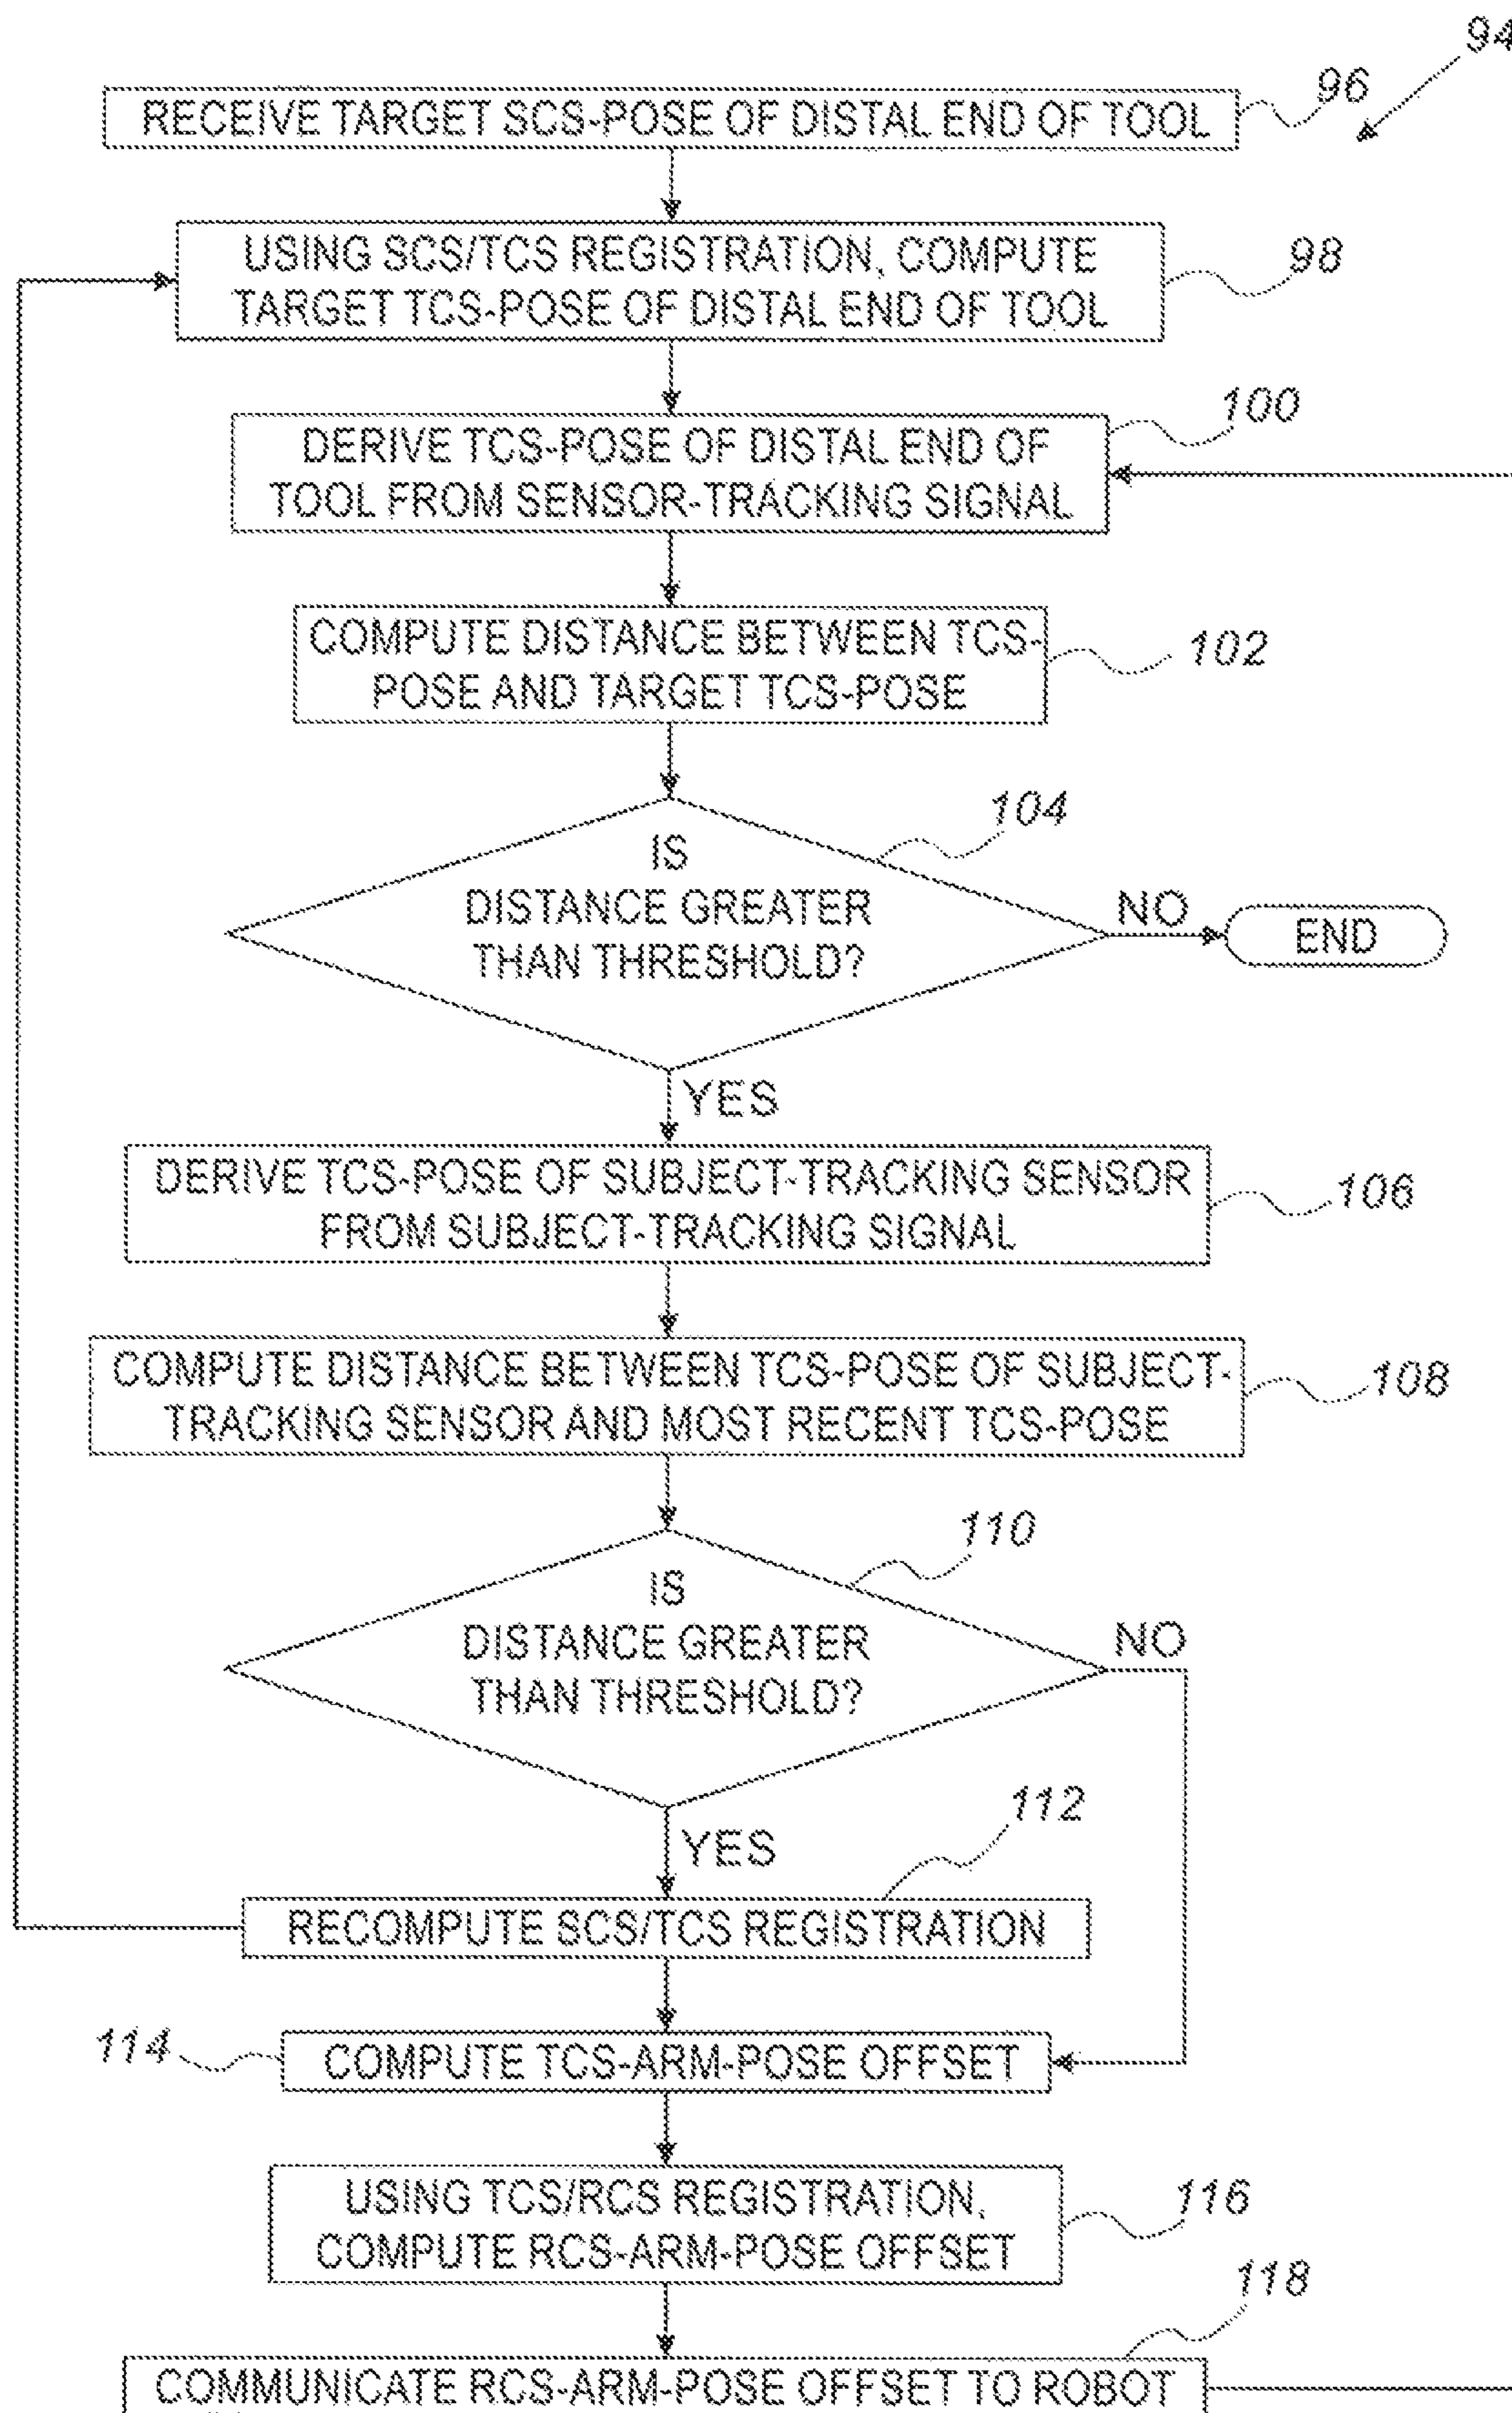 94
RECEIVE TARGET SCS-POSE OF DISTAL END OF TOOL
96
USING SCS/TCS REGISTRATION, COMPUTE
TARGET TCS-POSE OF DISTAL END OF TOOL
98
DERIVE TCS-POSE OF DISTAL END OF
TOOL FROM SENSOR-TRACKING SIGNAL
100
COMPUTE DISTANCE BETWEEN TCS-
POSE AND TARGET TCS-POSE
102
IS
DISTANCE GREATER
THAN THRESHOLD?
104
NO
END
YES
DERIVE TCS-POSE OF SUBJECT-TRACKING SENSOR
FROM SUBJECT-TRACKING SIGNAL
106
COMPUTE DISTANCE BETWEEN TCS-POSE OF SUBJECT-
TRACKING SENSOR AND MOST RECENT TCS-POSE
108
IS
DISTANCE GREATER
THAN THRESHOLD?
110
NO
YES
112
RECOMPUTE SCS/TCS REGISTRATION
114
COMPUTE TCS-ARM-POSE OFFSET
USING TCS/RCS REGISTRATION,
COMPUTE RCS-ARM-POSE OFFSET
116
118
COMMUNICATE RCS-ARM-POSE OFFSET TO ROBOT